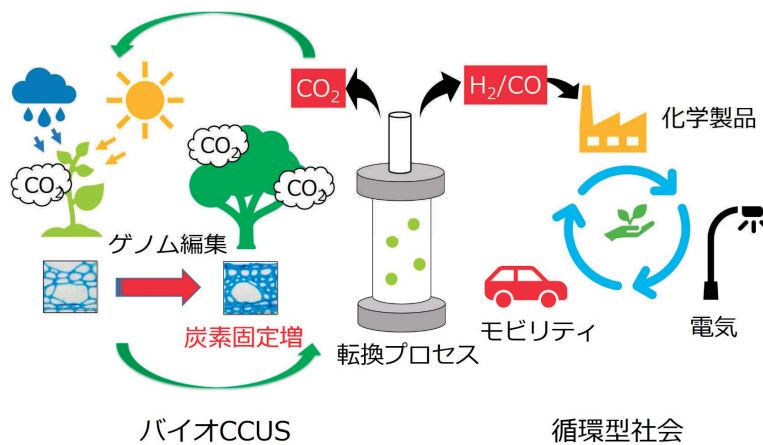 CO2
H2/CO
化学製品
CO2
CO2
CO2
ゲノム編集
炭素固定増
転換プロセス
モビリティ
電気
バイオCCUS
循環型社会